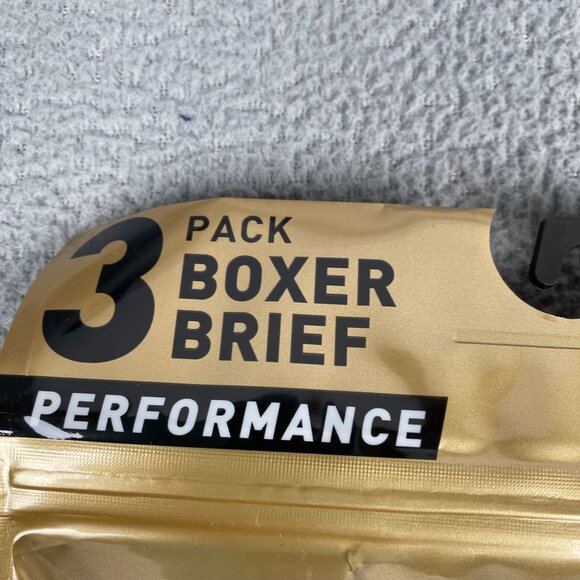 3 PACK
BOXER
BRIEF
PERFORMANCE